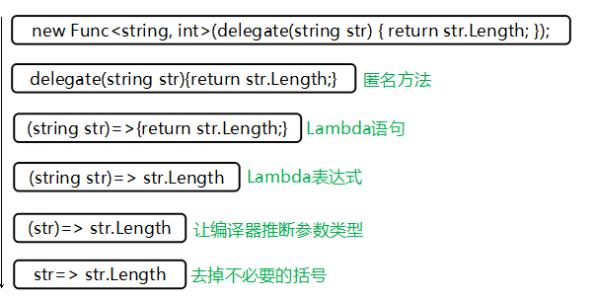 new Func<string, int>(delegate(string str) { return str.Length; });
delegate(string str){return str.Length;} 匿名方法
(string str)=>{return str.Length;} Lambda语句
(string str)=> str.Length Lambda表达式
(str)=> str.Length 让编译器推断参数类型
str=> str.Length 去掉不必要的括号